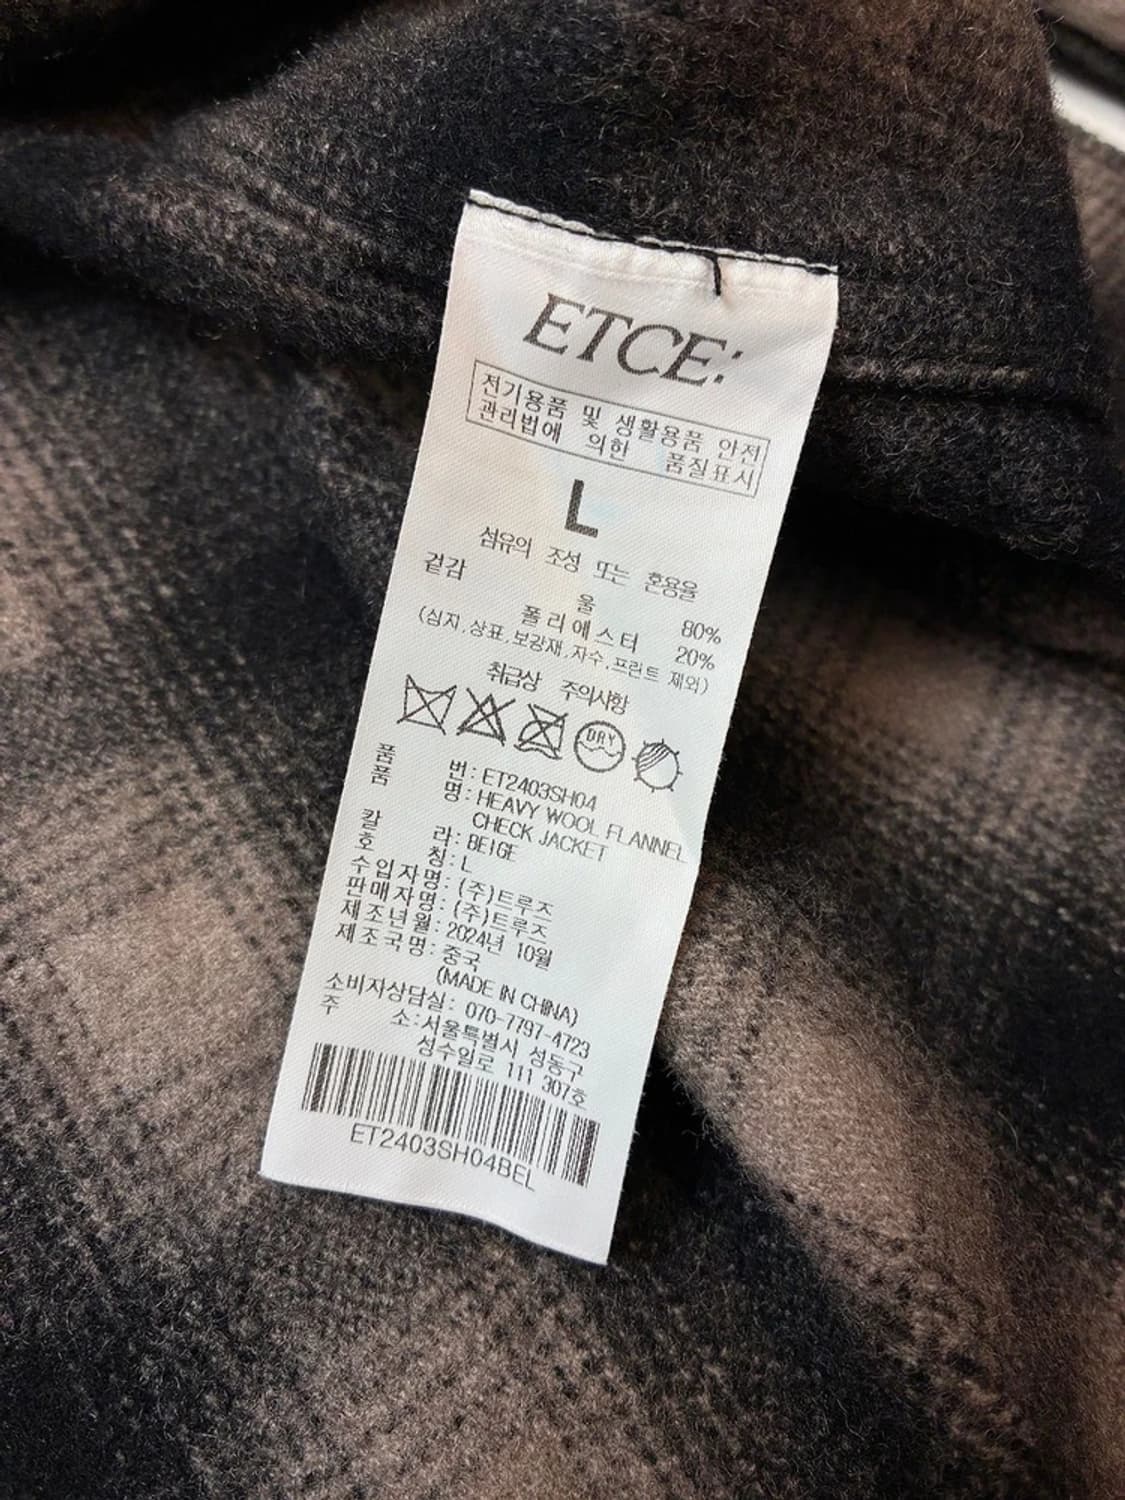 ETCE:
전기용품 및 생활용품 안전
관리법에 의한 품질표시
L
섬유의 조성 또는 혼용율
겉감
울 80%
폴리에스터 20%
(심지,상표,보강재,자수,프린트 제외)
취급상 주의사항
DRY
품 번: ET2403SH04
품 명: HEAVY WOOL FLANNEL
CHECK JACKET
칼 라: BEIGE
호 칭: L
수입자명: (주)트루즈
판매자명: (주)트루즈
제조년월: 2024년 10월
제조국명: 중국
(MADE IN CHINA)
소비자상담실: 070-7797-4723
주 소: 서울특별시 성동구
성수일로 111 307호
ET2403SH04BEL